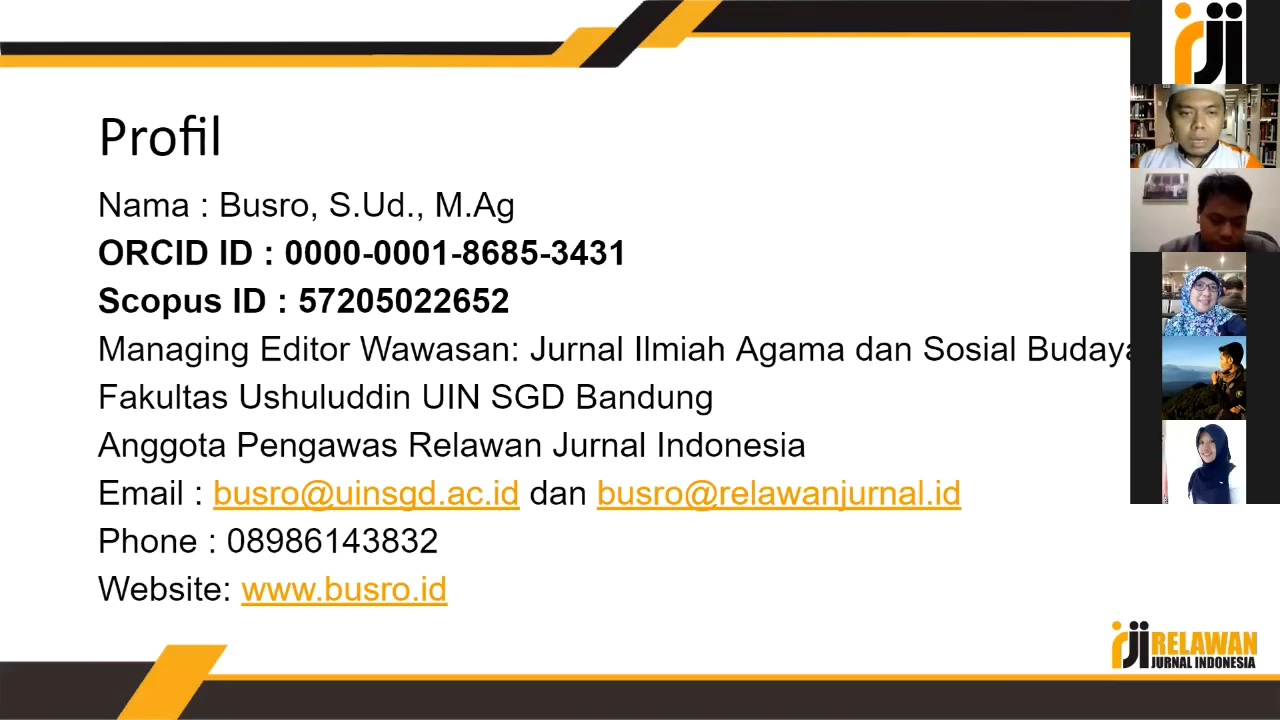 Profil
Nama : Busro, S.Ud., M.Ag
ORCID ID : 0000-0001-8685-3431
Scopus ID : 57205022652
Managing Editor Wawasan: Jurnal Ilmiah Agama dan Sosial Budaya
Fakultas Ushuluddin UIN SGD Bandung
Anggota Pengawas Relawan Jurnal Indonesia
Email : busro@uinsgd.ac.id dan busro@relawanjurnal.id
Phone : 08986143832
Website: www.busro.id
rji
rji RELAWAN
JURNAL INDONESIA